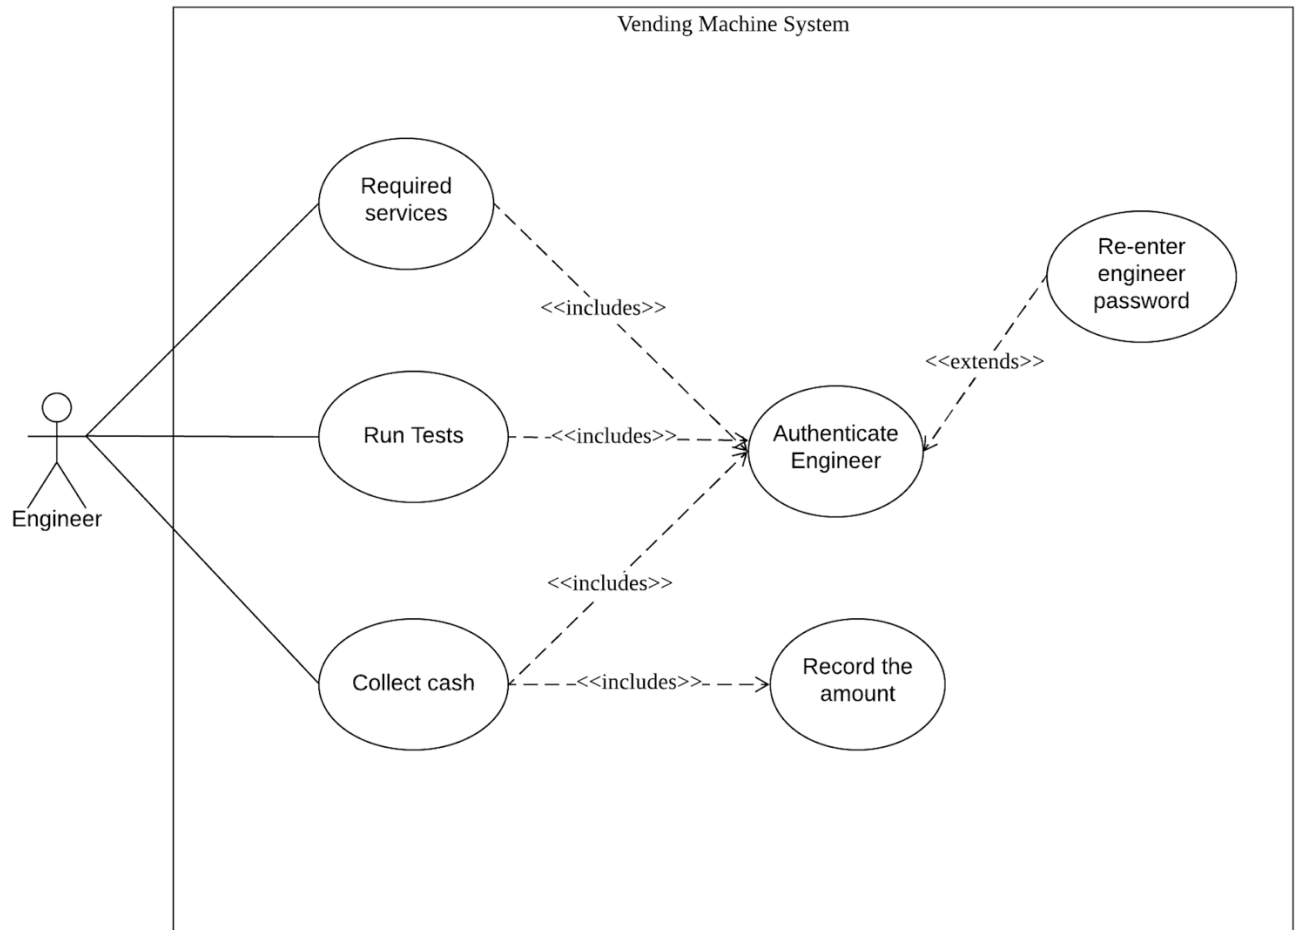 Vending Machine System
Required
services
Re-enter
engineer
password
<<includes>>
<<extends>>
Run Tests
<<includes>>
Authenticate
Engineer
Engineer
<<includes>>
Collect cash
<<includes>>
Record the
amount